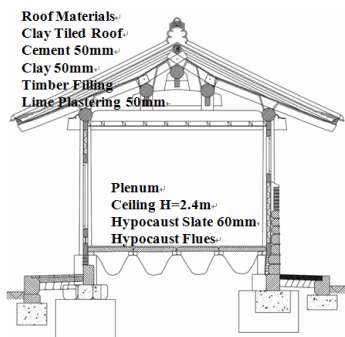 Roof Materials
Clay Tiled Roof
Cement 50mm
Clay 50mm
Timber Filling
Lime Plastering 50mm
Plenum
Ceiling H=2.4m
Hypocaust Slate 60mm
Hypocaust Flues